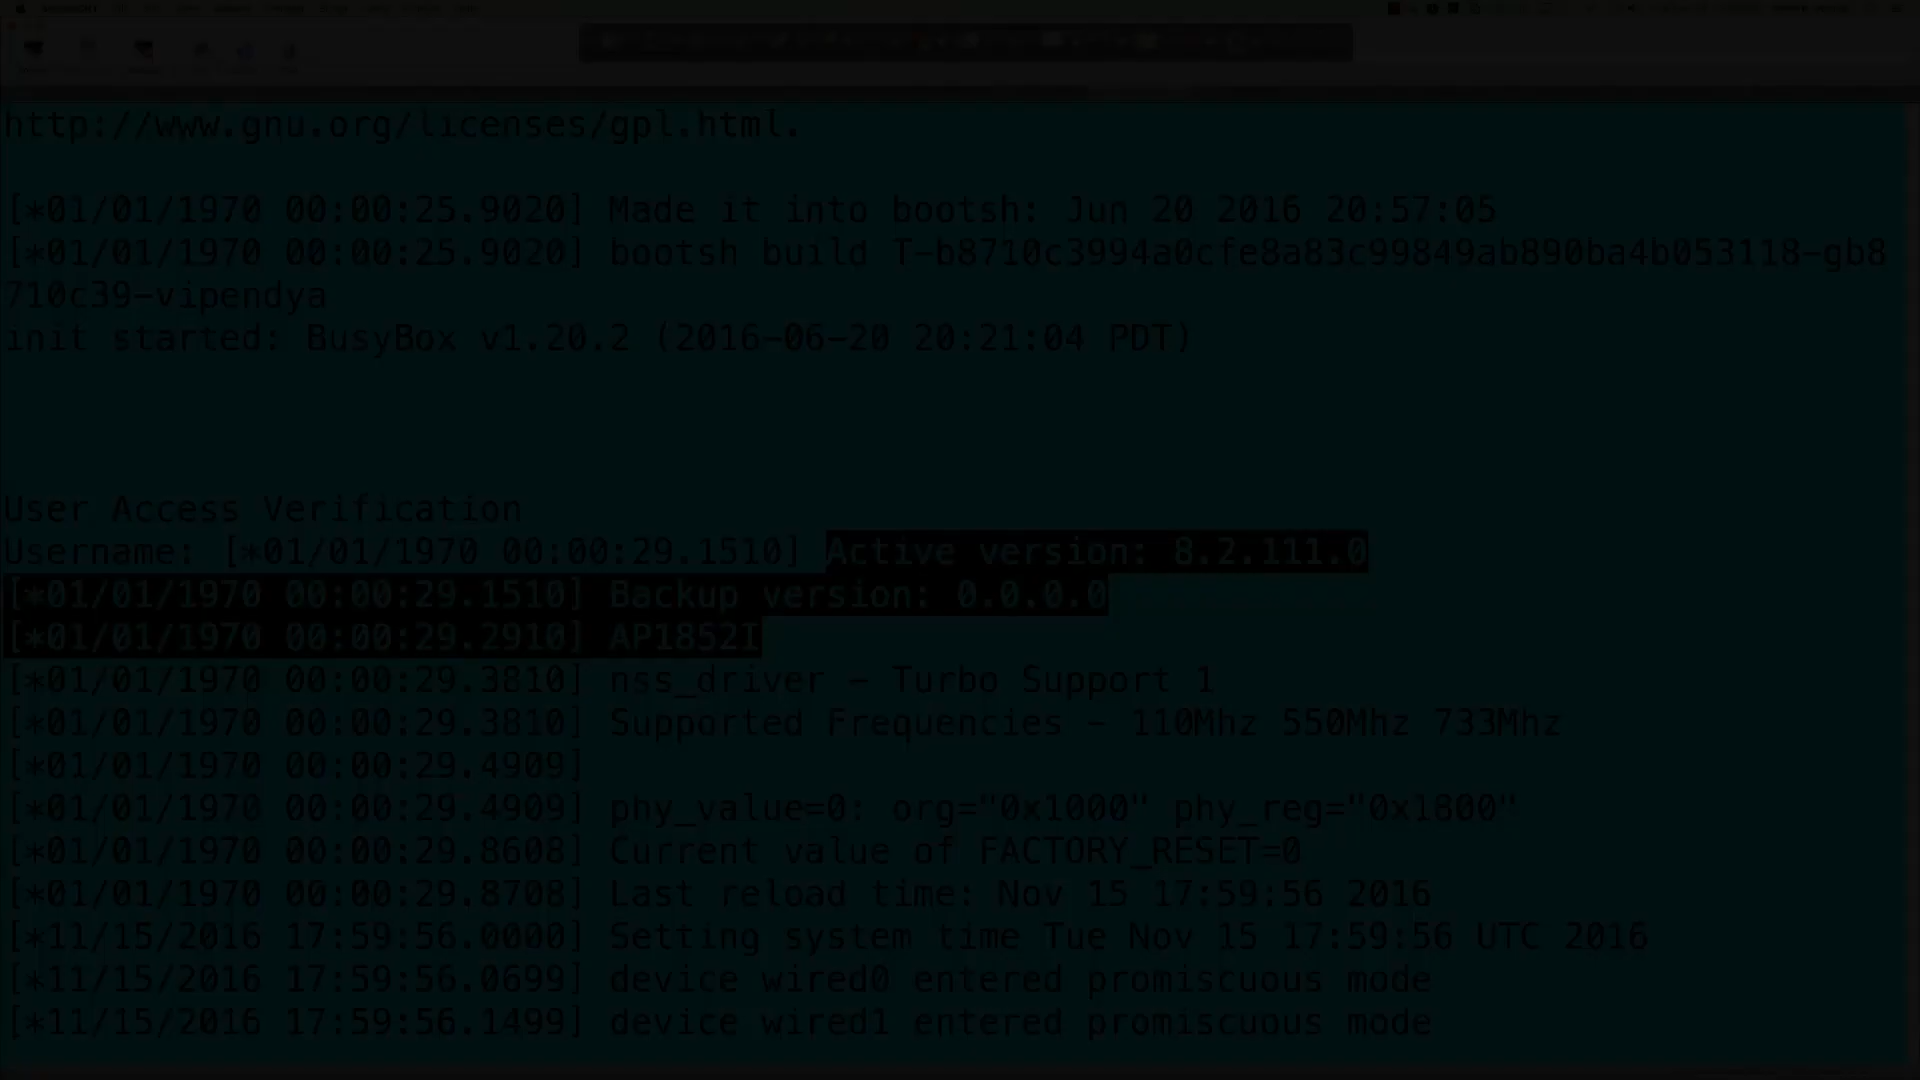 http://www.gnu.org/licenses/gpl.html.
[*01/01/1970 00:00:25.9020] Made it into bootsh: Jun 20 2016 20:57:05
[*01/01/1970 00:00:25.9020] bootsh build T-b8710c3994a0cfe8a83c99849ab890ba4b053118-gb8
710c39-vipendya
init started: BusyBox v1.20.2 (2016-06-20 20:21:04 PDT)
User Access Verification
Username: [*01/01/1970 00:00:29.1510] Active version: 8.2.111.0
[*01/01/1970 00:00:29.1510] Backup version: 0.0.0.0
[*01/01/1970 00:00:29.2910] AP1852I
[*01/01/1970 00:00:29.3810] nss_driver - Turbo Support 1
[*01/01/1970 00:00:29.3810] Supported Frequencies - 110Mhz 550Mhz 733Mhz
[*01/01/1970 00:00:29.4909]
[*01/01/1970 00:00:29.4909] phy_value=0: org="0x1000" phy_reg="0x1800"
[*01/01/1970 00:00:29.8608] Current value of FACTORY_RESET=0
[*01/01/1970 00:00:29.8708] Last reload time: Nov 15 17:59:56 2016
[*11/15/2016 17:59:56.0000] Setting system time Tue Nov 15 17:59:56 UTC 2016
[*11/15/2016 17:59:56.0699] device wired0 entered promiscuous mode
[*11/15/2016 17:59:56.1499] device wired1 entered promiscuous mode